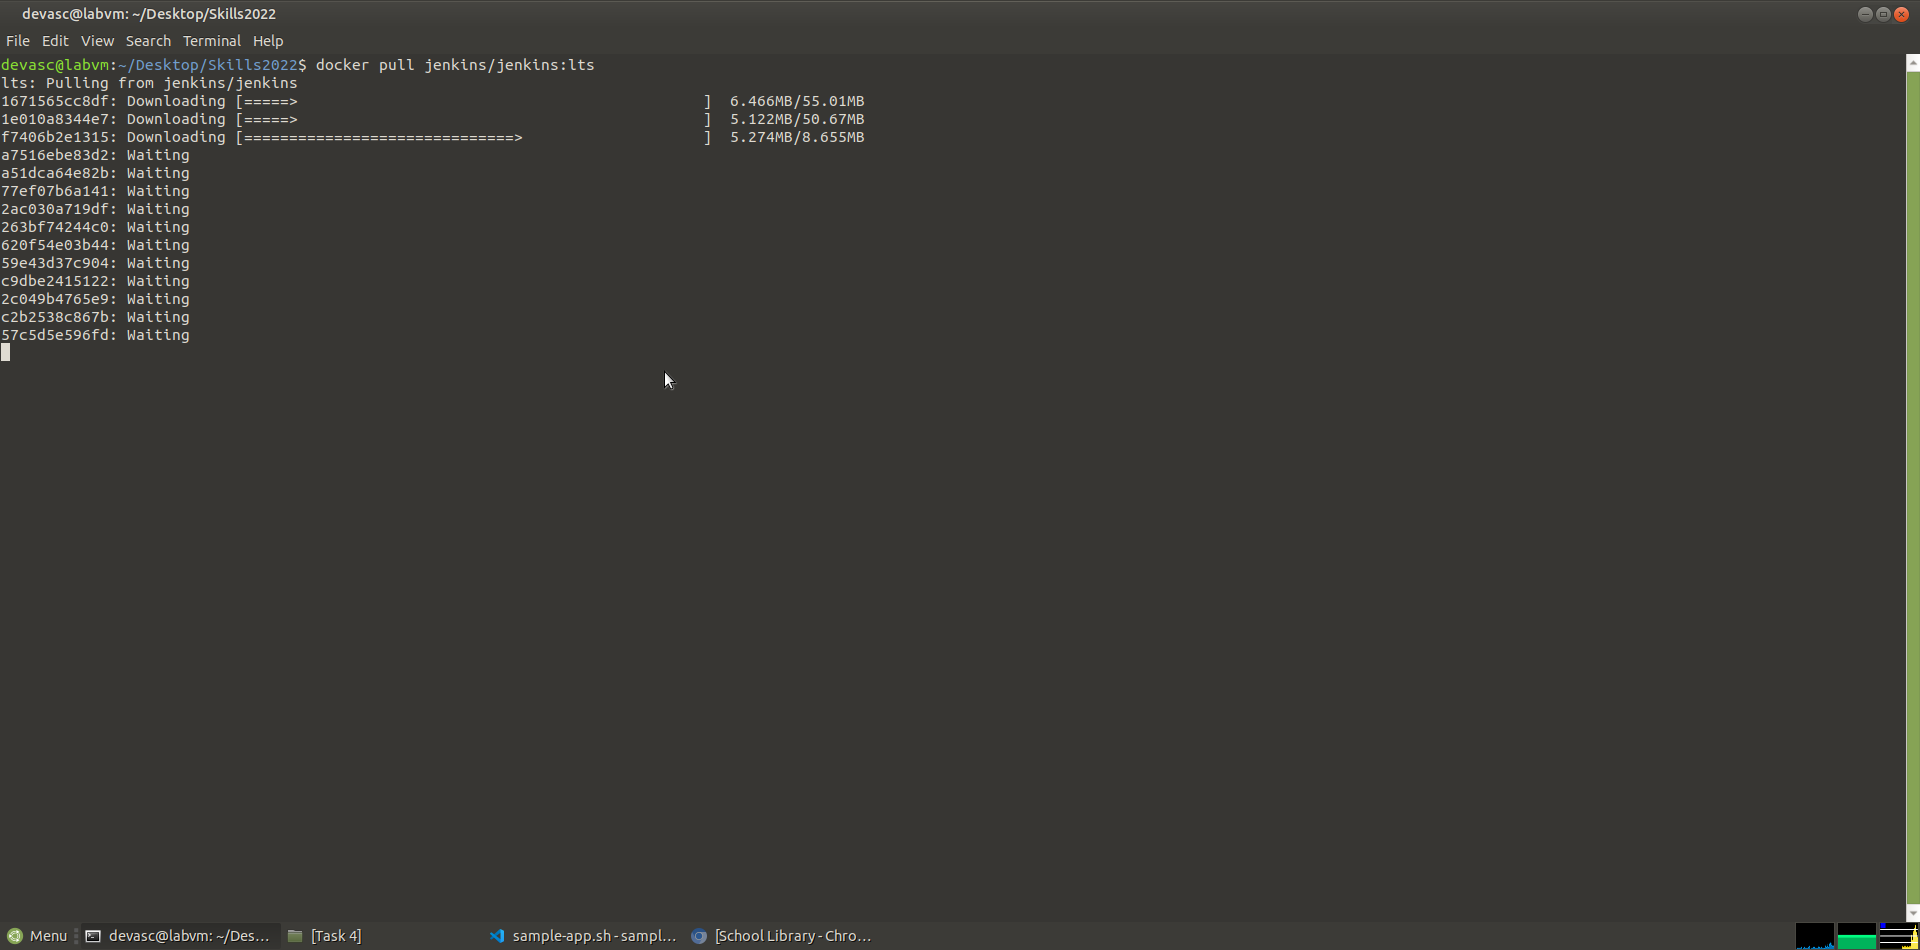 devasc@labvm: ~/Desktop/Skills2022
File Edit View Search Terminal Help
devasc@labvm:~/Desktop/Skills2022$ docker pull jenkins/jenkins:lts
lts: Pulling from jenkins/jenkins
1671565cc8df: Downloading [=====>                                              ]  6.466MB/55.01MB
1e010a8344e7: Downloading [=====>                                              ]  5.122MB/50.67MB
f7406b2e1315: Downloading [==============================>                     ]  5.274MB/8.655MB
a7516ebe83d2: Waiting
a51dca64e82b: Waiting
77ef07b6a141: Waiting
2ac030a719df: Waiting
263bf74244c0: Waiting
620f54e03b44: Waiting
59e43d37c904: Waiting
c9dbe2415122: Waiting
2c049b4765e9: Waiting
c2b2538c867b: Waiting
57c5d5e596fd: Waiting
Menu devasc@labvm: ~/Des... [Task 4] sample-app.sh - sampl... [School Library - Chro...